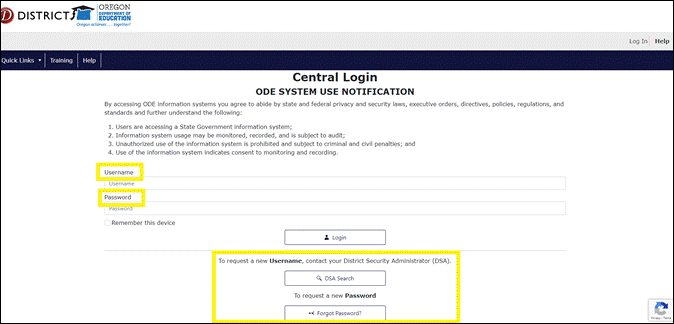 DISTRICT
OREGON
DEPARTMENT OF
EDUCATION
Oregon achieves . . . together!
Log In Help
Quick Links Training Help
Central Login
ODE SYSTEM USE NOTIFICATION
By accessing ODE information systems you agree to abide by state and federal privacy and security laws, executive orders, directives, policies, regulations, and
standards and further understand the following:
1. Users are accessing a State Government information system;
2. Information system usage may be monitored, recorded, and is subject to audit;
3. Unauthorized use of the information system is prohibited and subject to criminal and civil penalties; and
4. Use of the information system indicates consent to monitoring and recording.
Username
Username
Password
Password
Remember this device
Login
To request a new Username, contact your District Security Administrator (DSA).
DSA Search
To request a new Password
Forgot Password?
Privacy - Terms